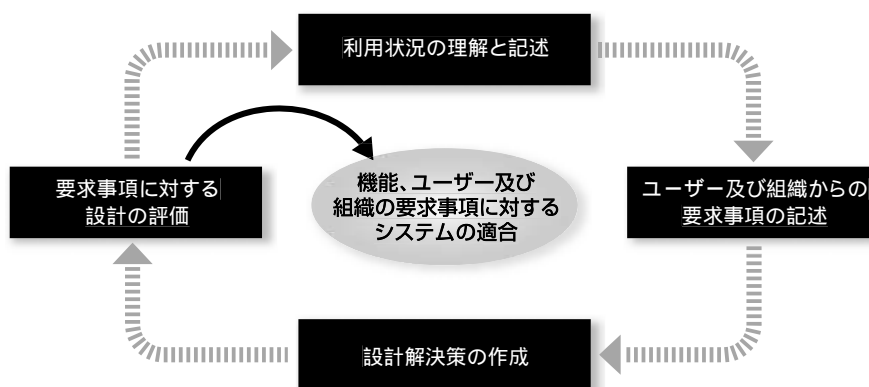 利用状況の理解と記述
要求事項に対する
設計の評価
機能、ユーザー及び
組織の要求事項に対する
システムの適合
ユーザー及び組織からの
要求事項の記述
設計解決策の作成